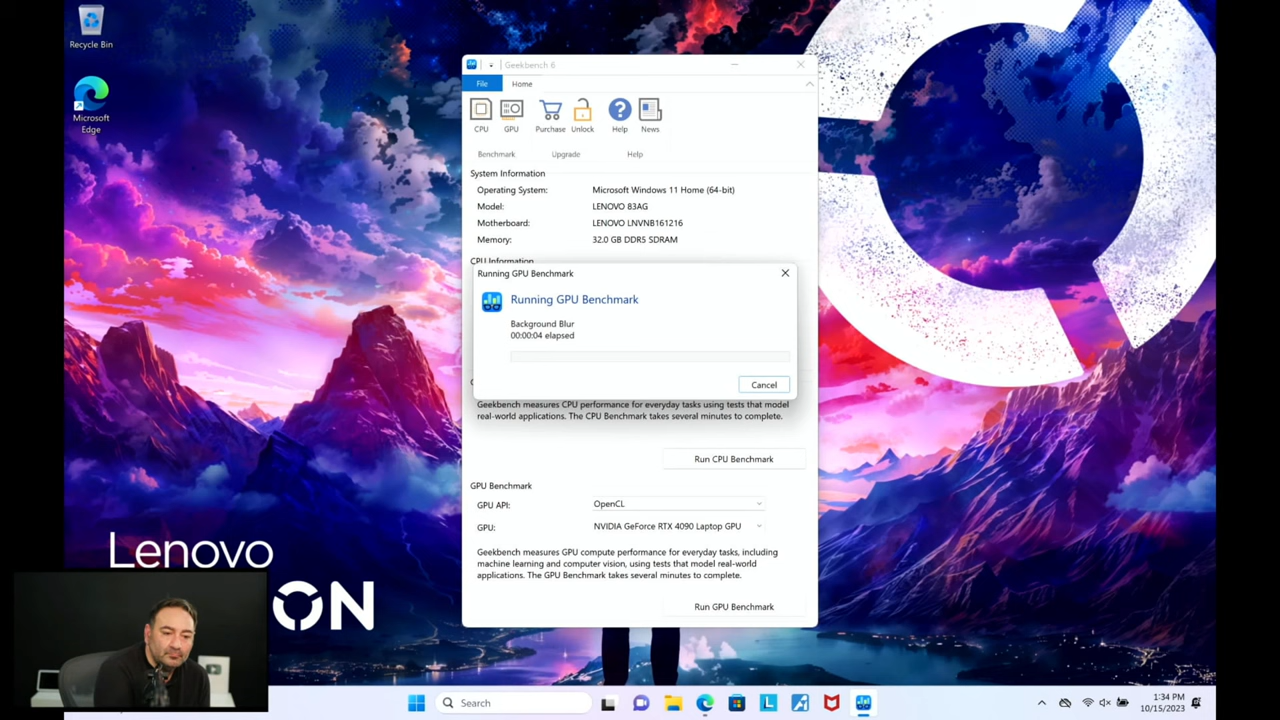 Recycle Bin
Microsoft
Edge
Geekbench 6
File
Home
CPU
GPU
Purchase
Unlock
Help
News
Benchmark
Upgrade
Help
System Information
Operating System:
Microsoft Windows 11 Home (64-bit)
Model:
LENOVO 83AG
Motherboard:
LENOVO LNVNB161216
Memory:
32.0 GB DDR5 SDRAM
CPU Information
Running GPU Benchmark
Running GPU Benchmark
Background Blur
00:00:04 elapsed
Cancel
Geekbench measures CPU performance for everyday tasks using tests that model
real-world applications. The CPU Benchmark takes several minutes to complete.
Run CPU Benchmark
GPU Benchmark
GPU API:
OpenCL
GPU:
NVIDIA GeForce RTX 4090 Laptop GPU
Geekbench measures GPU compute performance for everyday tasks, including
machine learning and computer vision, using tests that model real-world
applications. The GPU Benchmark takes several minutes to complete.
Run GPU Benchmark
Lenovo
ON
Search
1:34 PM
10/15/2023